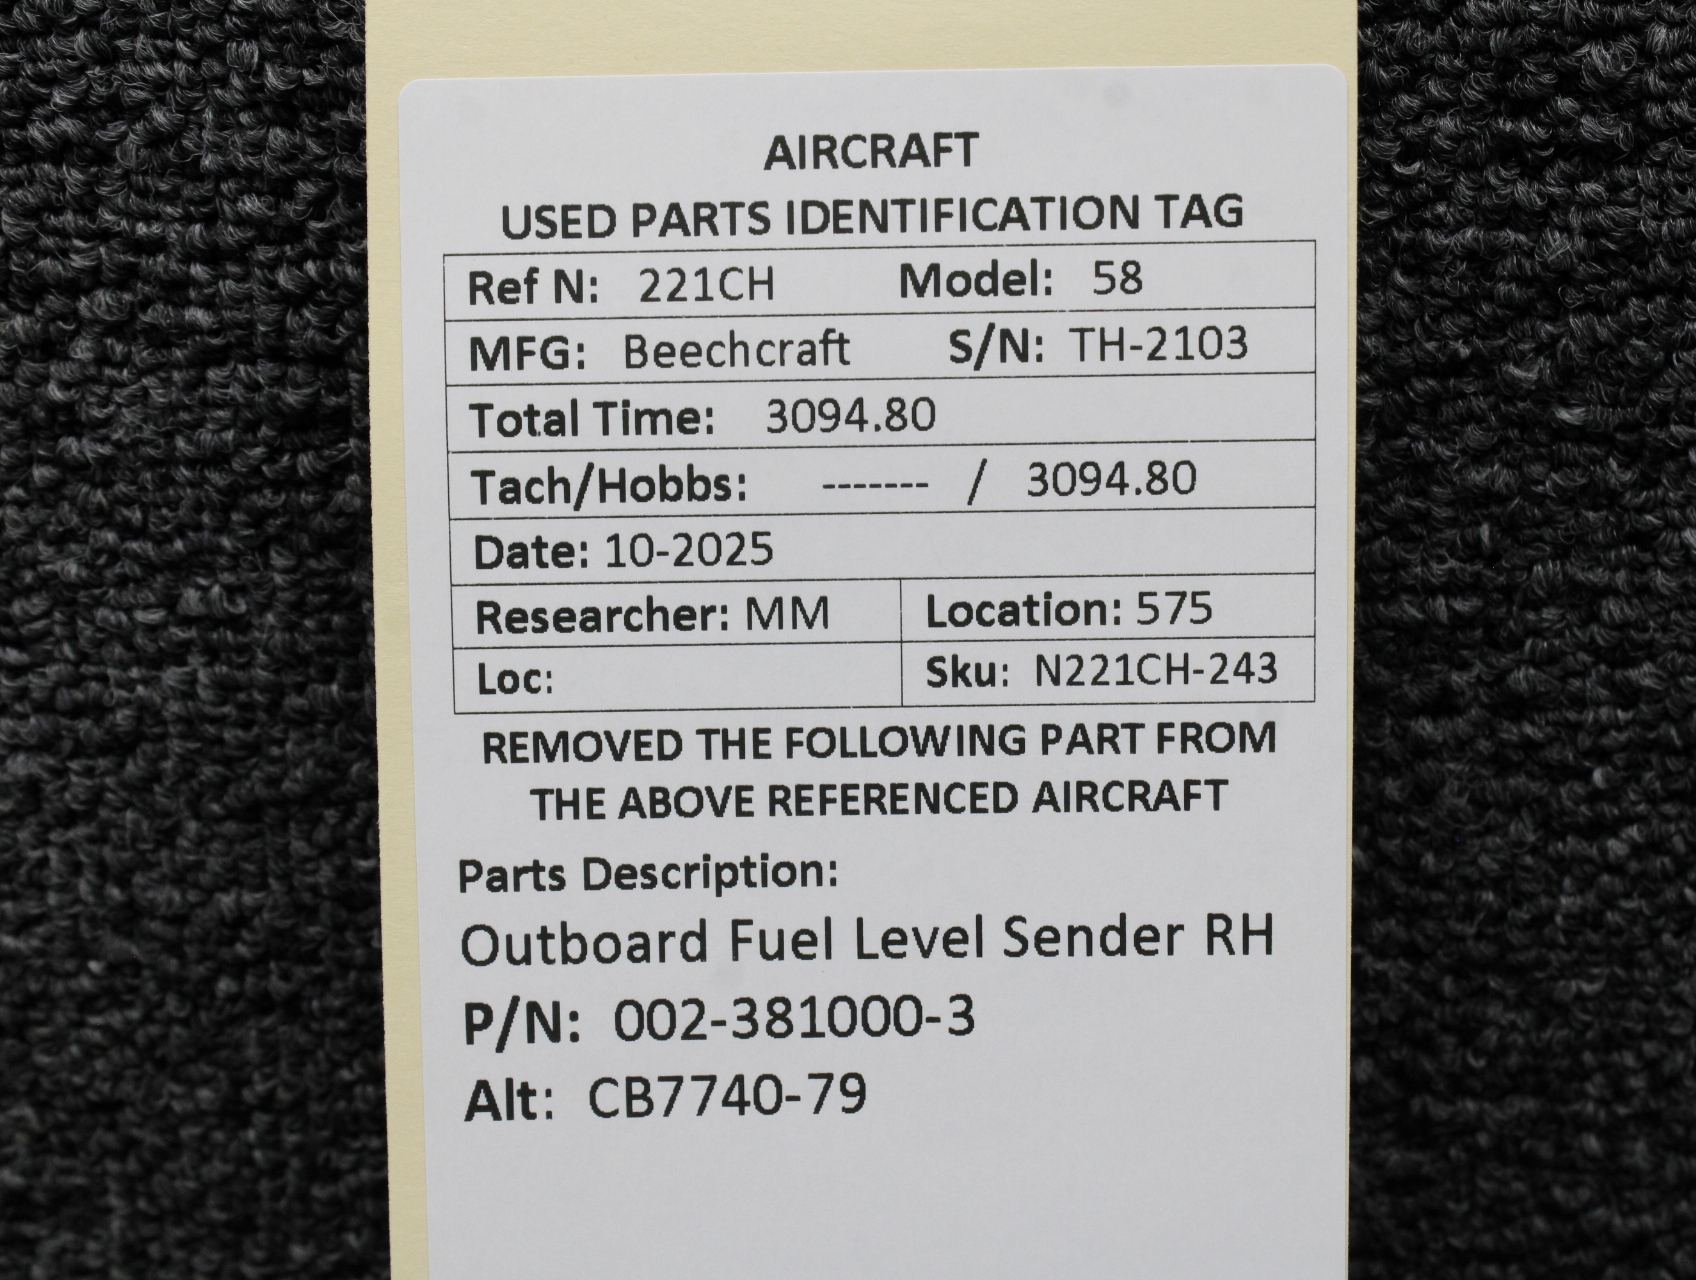 AIRCRAFT
USED PARTS IDENTIFICATION TAG
Ref N: 221CH Model: 58
MFG: Beechcraft S/N: TH-2103
Total Time: 3094.80
Tach/Hobbs: ------- / 3094.80
Date: 10-2025
Researcher: MM Location: 575
Loc: Sku: N221CH-243
REMOVED THE FOLLOWING PART FROM
THE ABOVE REFERENCED AIRCRAFT
Parts Description:
Outboard Fuel Level Sender RH
P/N: 002-381000-3
Alt: CB7740-79